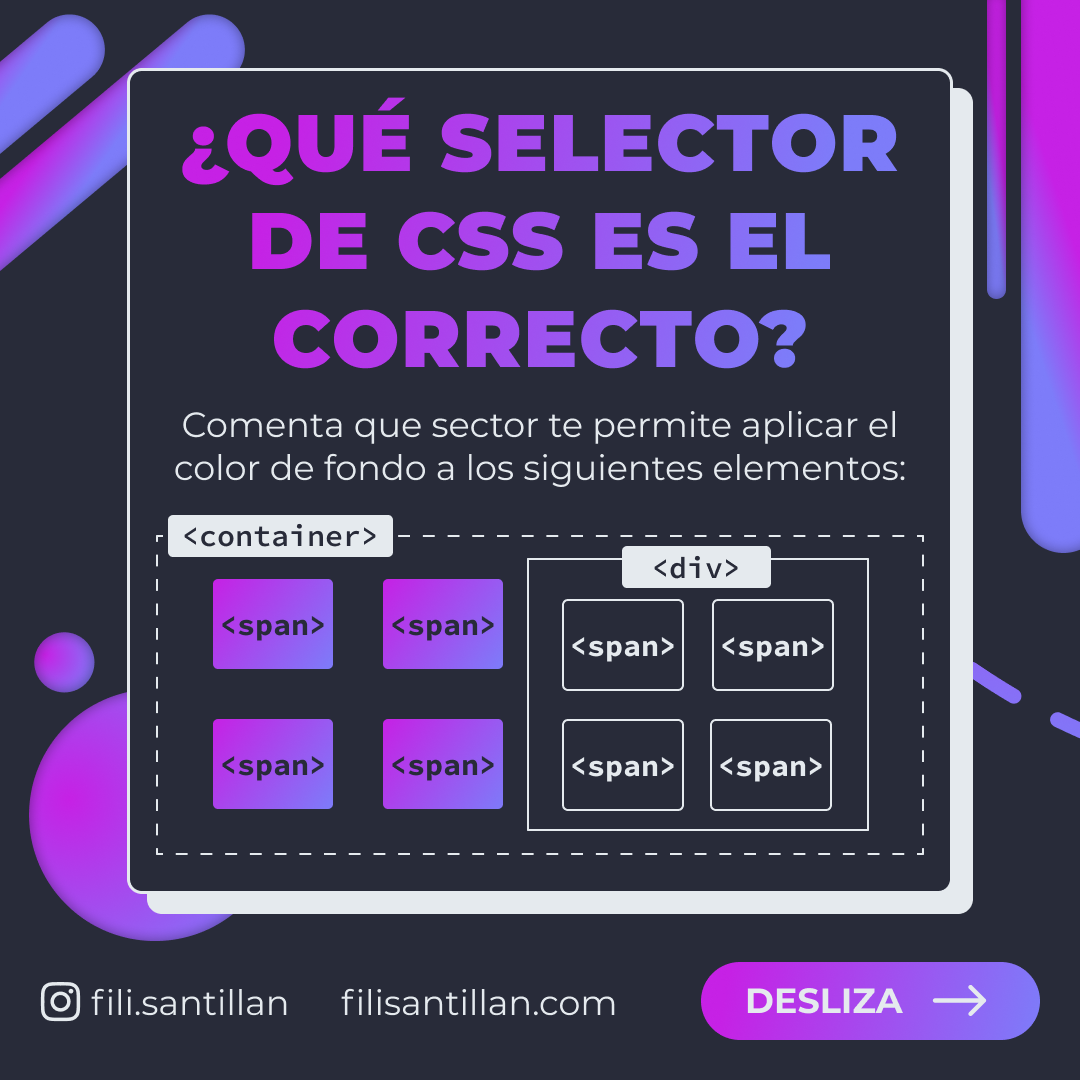 ¿QUÉ SELECTOR
DE CSS ES EL
CORRECTO?
Comenta que sector te permite aplicar el
color de fondo a los siguientes elementos:
<container>
<div>
<span> <span>
<span> <span>
<span> <span>
<span> <span>
fili.santillan
filisantillan.com
DESLIZA